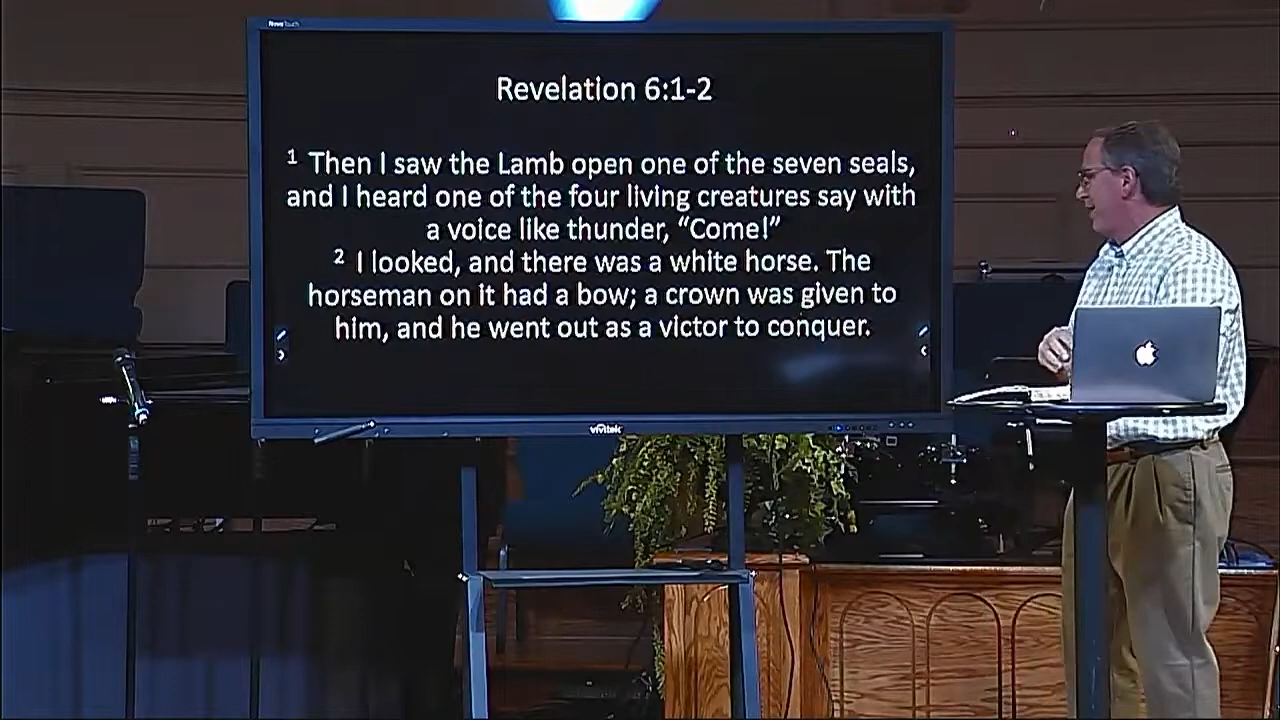 NovoTouch
Revelation 6:1-2
1 Then I saw the Lamb open one of the seven seals,
and I heard one of the four living creatures say with
a voice like thunder, “Come!”
2 I looked, and there was a white horse. The
horseman on it had a bow; a crown was given to
him, and he went out as a victor to conquer.
vivitek